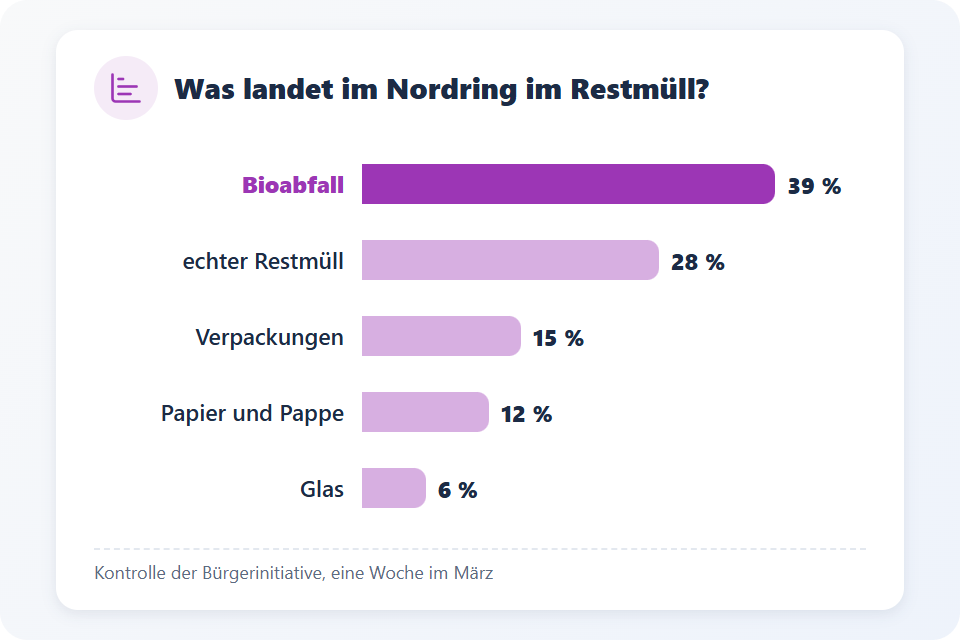 Was landet im Nordring im Restmüll?
Bioabfall 39 %
echter Restmüll 28 %
Verpackungen 15 %
Papier und Pappe 12 %
Glas 6 %
Kontrolle der Bürgerinitiative, eine Woche im März